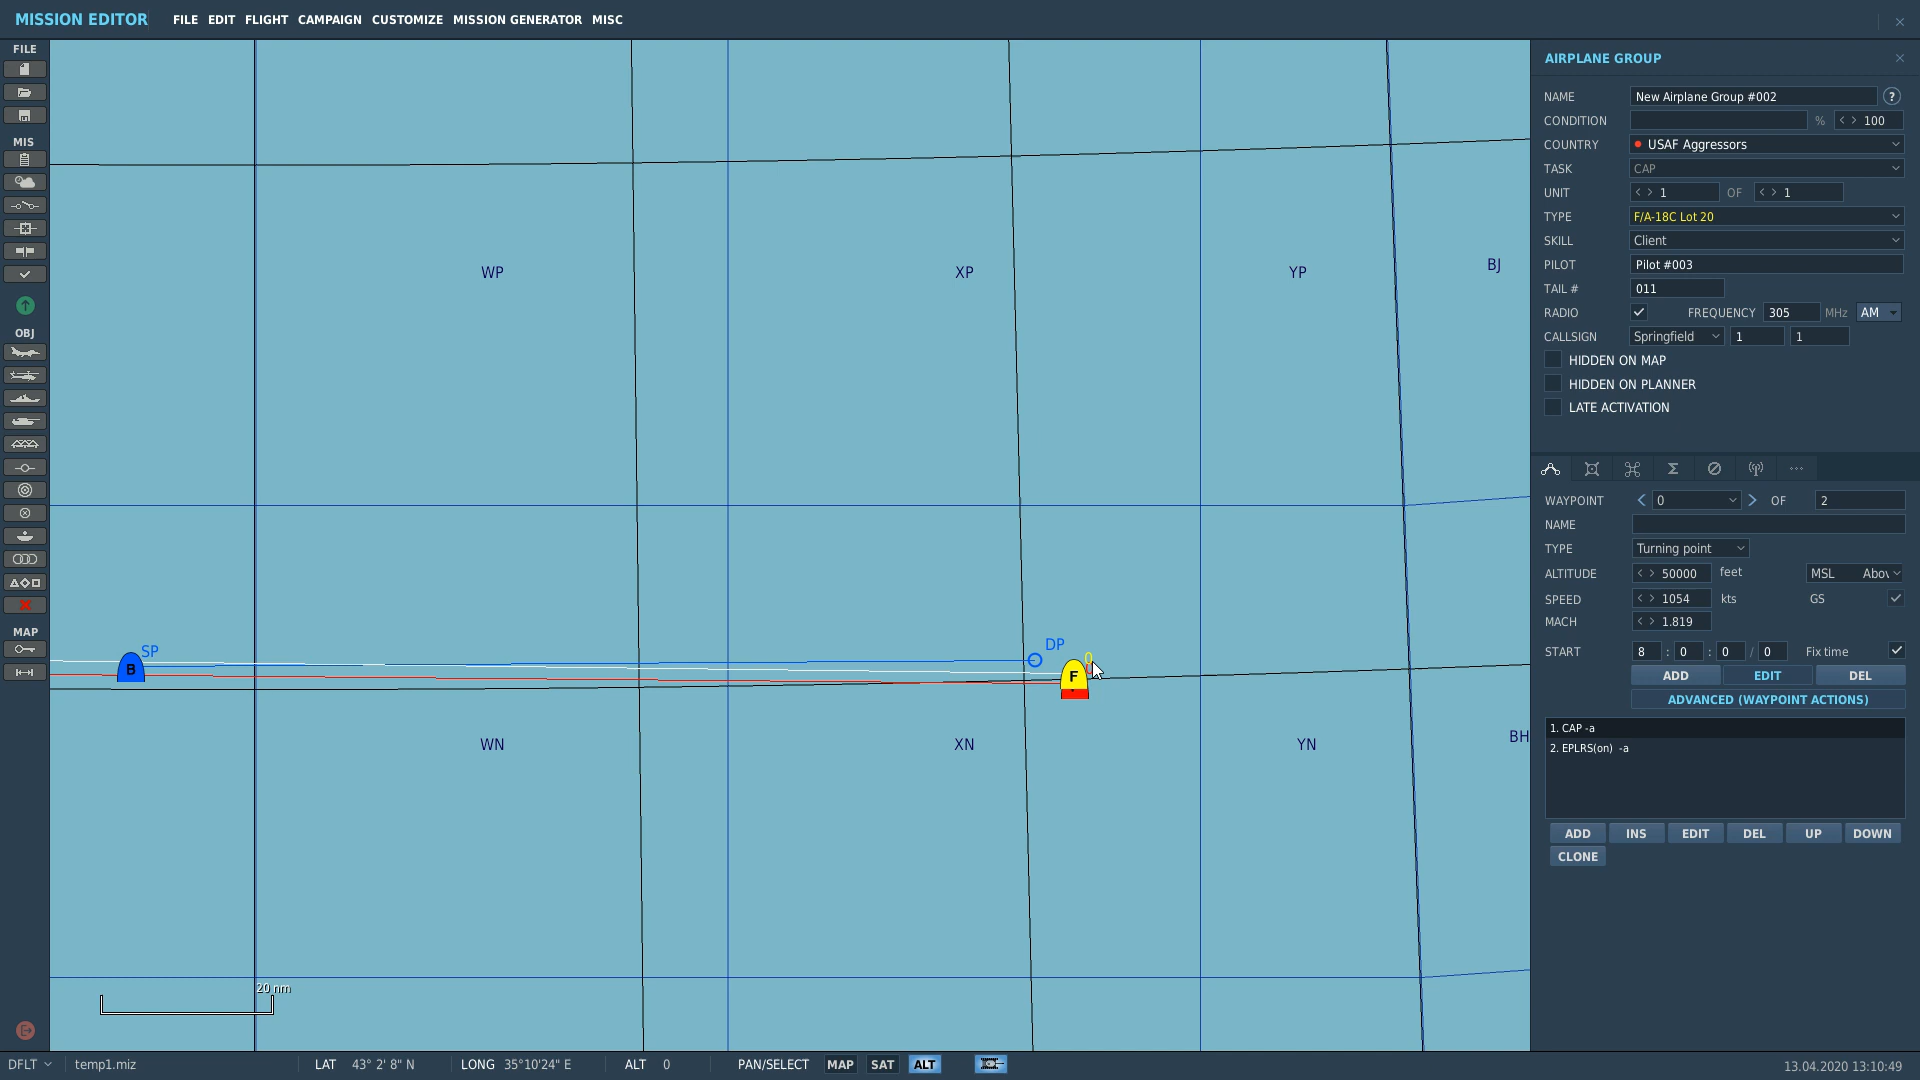 MISSION EDITOR FILE EDIT FLIGHT CAMPAIGN CUSTOMIZE MISSION GENERATOR MISC
FILE
MIS
OBJ
MAP
WP XP YP BJ
SP DP 0
B F
WN XN YN BH
20 nm
AIRPLANE GROUP
NAME New Airplane Group #002 ?
CONDITION % < > 100
COUNTRY USAF Aggressors
TASK CAP
UNIT < > 1 OF < > 1
TYPE F/A-18C Lot 20
SKILL Client
PILOT Pilot #003
TAIL # 011
RADIO FREQUENCY 305 MHz AM
CALLSIGN Springfield 1 1
HIDDEN ON MAP
HIDDEN ON PLANNER
LATE ACTIVATION
WAYPOINT < 0 > OF 2
NAME
TYPE Turning point
ALTITUDE < > 50000 feet MSL Abov
SPEED < > 1054 kts GS
MACH < > 1.819
START 8 : 0 : 0 / 0 Fix time
ADD EDIT DEL
ADVANCED (WAYPOINT ACTIONS)
1. CAP -a
2. EPLRS(on) -a
ADD INS EDIT DEL UP DOWN
CLONE
DFLT temp1.miz LAT 43° 2' 8" N LONG 35°10'24" E ALT 0 PAN/SELECT MAP SAT ALT 13.04.2020 13:10:49